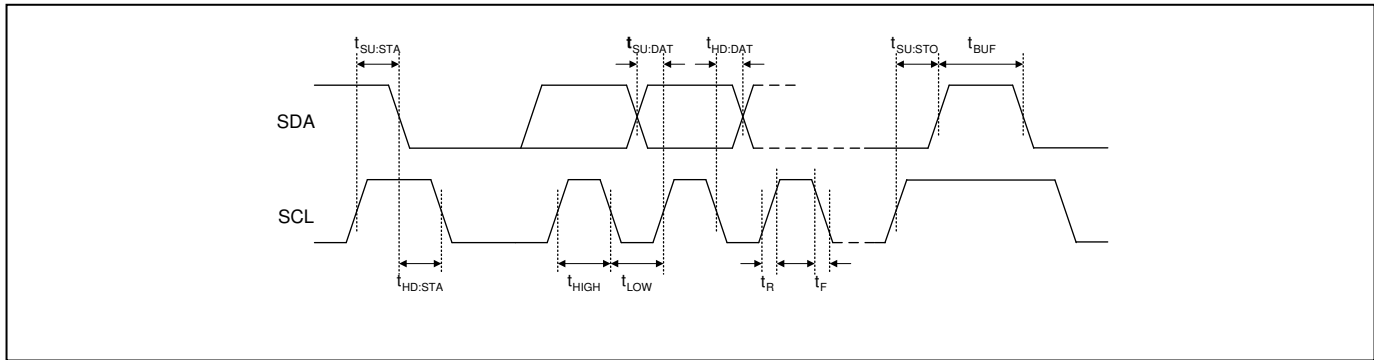 tSU:STA tSU:DAT tHD:DAT tSU:STO tBUF
SDA
SCL
tHD:STA tHIGH tLOW tR tF